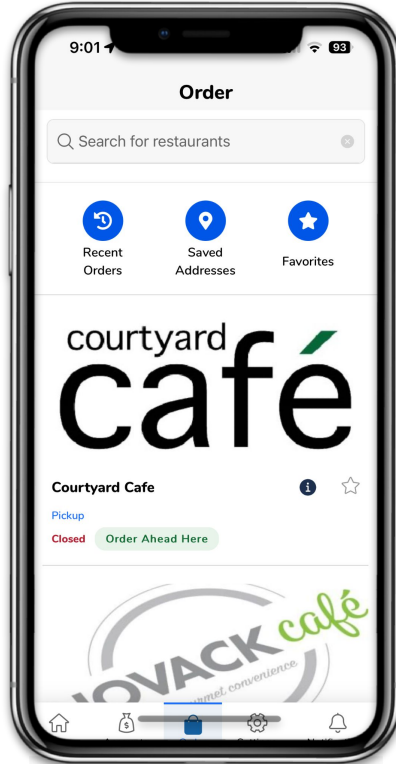 9:01
93
Order
Search for restaurants
Recent
Orders
Saved
Addresses
Favorites
courtyard
café
Courtyard Cafe
Pickup
Closed
Order Ahead Here
café
convenience